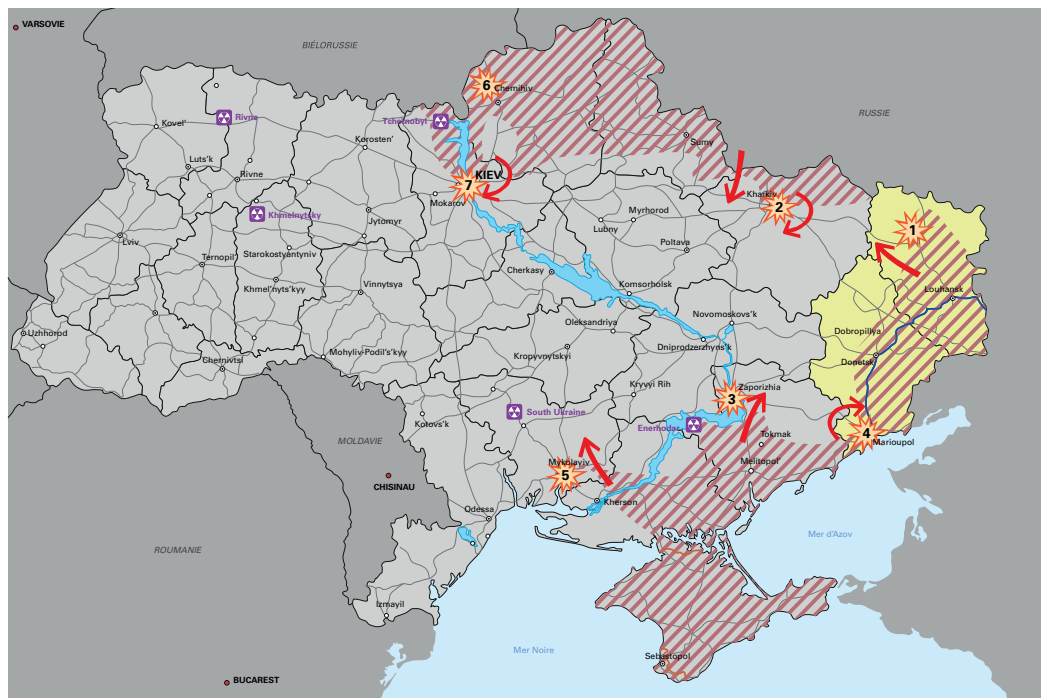 VARSOVIE
BIÉLORUSSIE
RUSSIE
6
Chernihiv
Rivne
Tchernobyl
Kovel'
Korosten'
Sumy
Luts'k
KIEV
Rivne
7
Mokarov
Kharkiv
2
Khmelnytsky
Jytomyr
Myrhorod
Lubny
1
Lviv
Starokostyantyniv
Poltava
Ternopil
Cherkasy
Khmel'nyts'kyy
Vinnytsya
Komsorholsk
Louhansk
Novomoskovs'k
Oleksandriya
Uzhhorod
Dobropillya
Dniprodzerzhyns'k
Mohyliv-Podil's'kyy
Kropyvnytskyi
Chernivtsi
Donetsk
Kryvyi Rih
Zaporizhia
3
South Ukraine
Kotovs'k
Enerhodar
Tokmak
4
Marioupol
MOLDAVIE
Mykolayiv
Melitopol'
5
CHISINAU
Kherson
Odessa
Mer d'Azov
ROUMANIE
Izmayil
Mer Noire
Sebastopol
BUCAREST